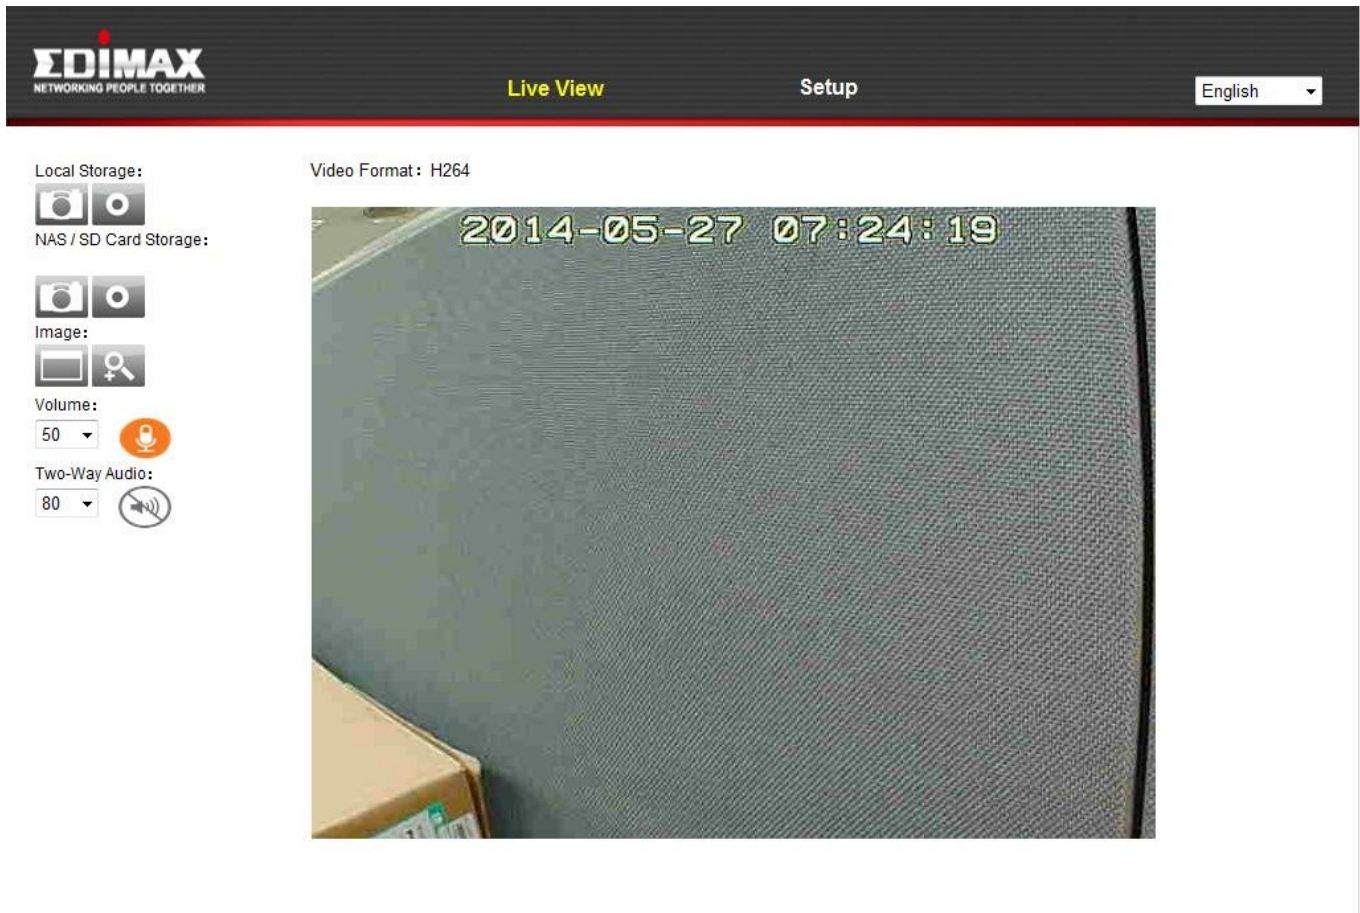 EDIMAX
NETWORKING PEOPLE TOGETHER
Live View
Setup
English
Local Storage:
Video Format: H264
NAS / SD Card Storage:
Image:
Volume:
50
Two-Way Audio:
80
2014-05-27 07:24:19